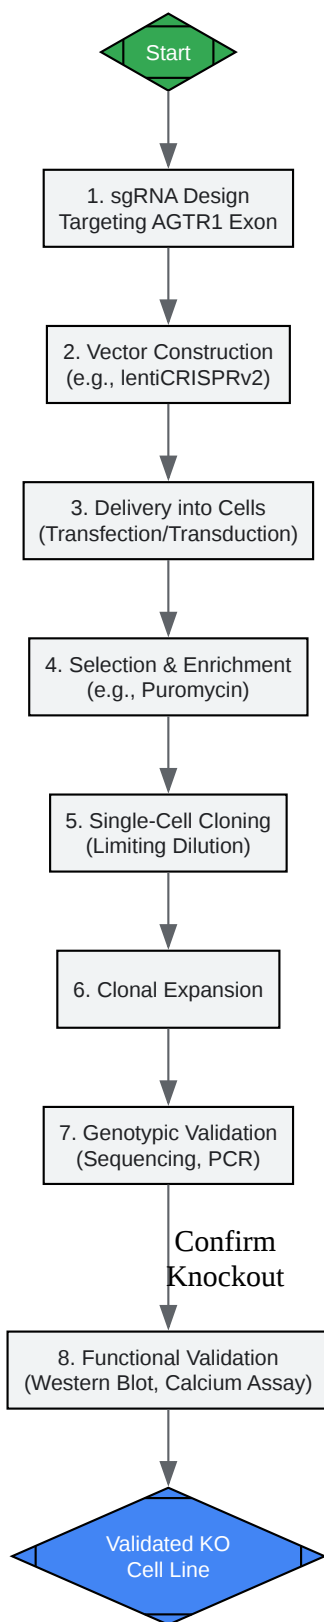 Start
1. sgRNA Design
Targeting AGTR1 Exon
2. Vector Construction
(e.g., lentiCRISPRv2)
3. Delivery into Cells
(Transfection/Transduction)
4. Selection & Enrichment
(e.g., Puromycin)
5. Single-Cell Cloning
(Limiting Dilution)
6. Clonal Expansion
7. Genotypic Validation
(Sequencing, PCR)
Confirm
Knockout
8. Functional Validation
(Western Blot, Calcium Assay)
Validated KO
Cell Line